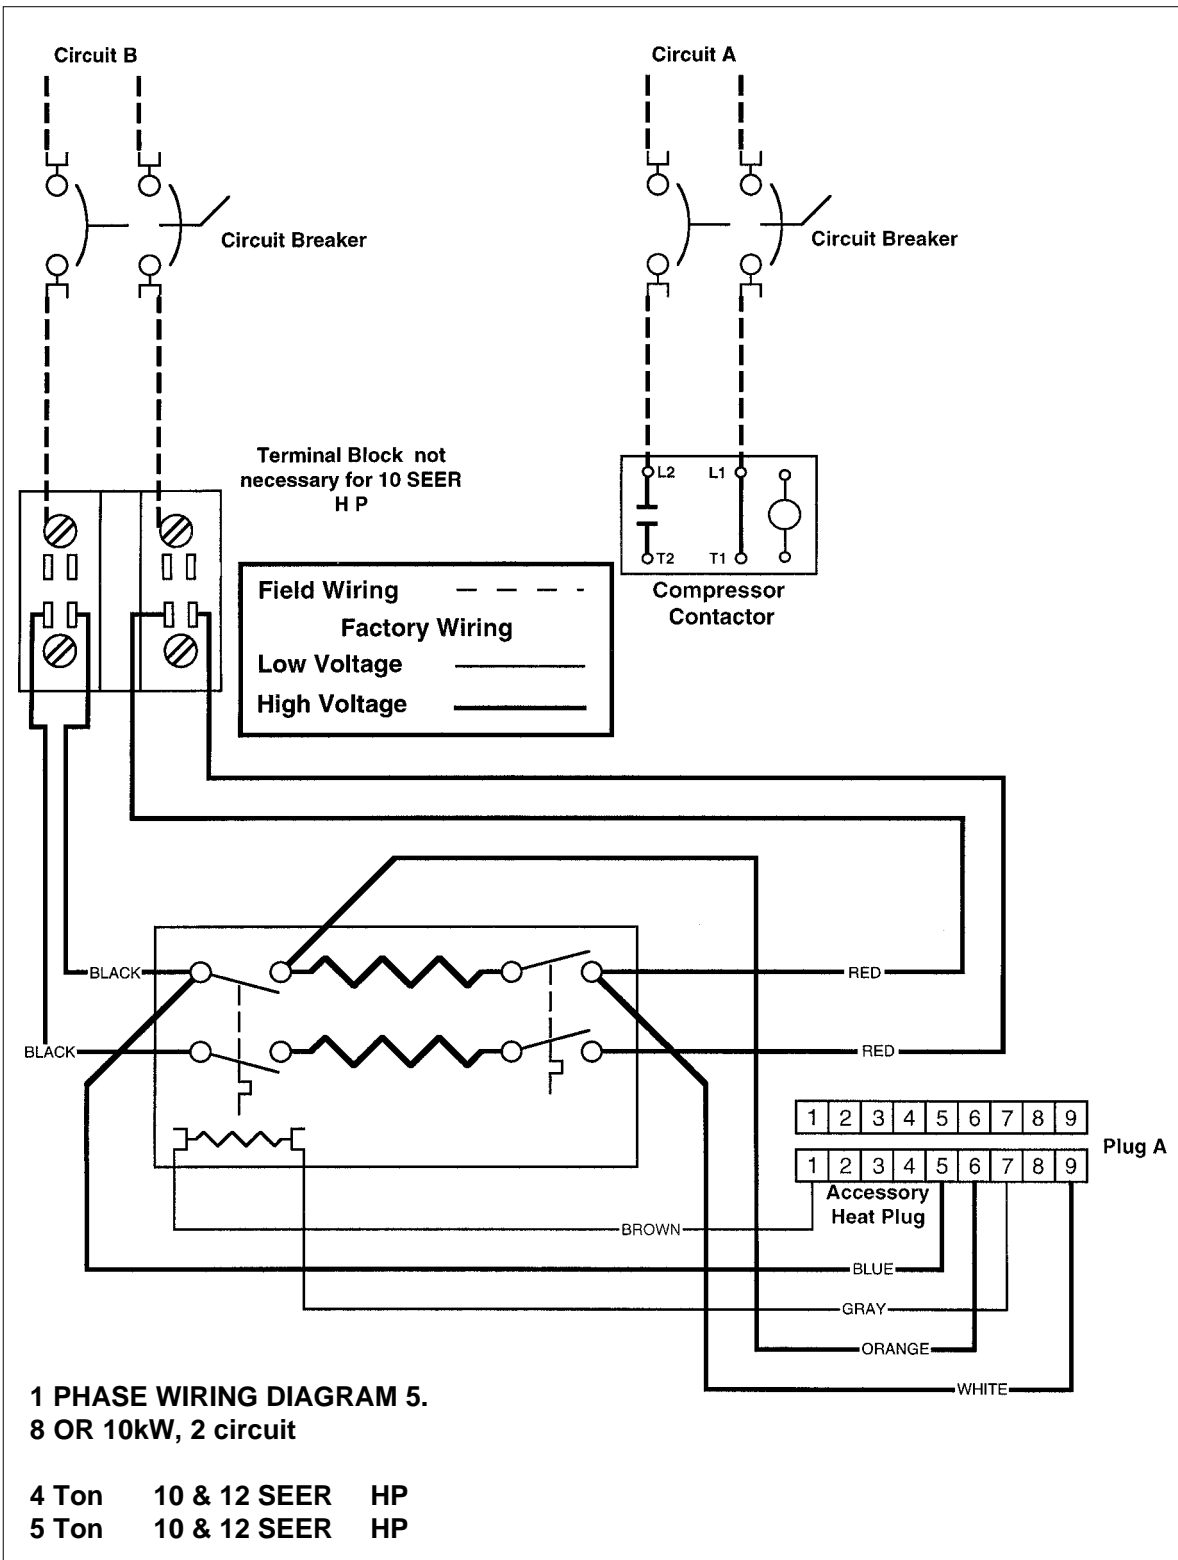 Circuit B
Circuit A
Circuit Breaker
Circuit Breaker
Terminal Block not
necessary for 10 SEER
H P
L2
L1
T2
T1
Compressor
Contactor
Field Wiring
Factory Wiring
Low Voltage
High Voltage
BLACK
RED
BLACK
RED
1 2 3 4 5 6 7 8 9
Plug A
1 2 3 4 5 6 7 8 9
Accessory
Heat Plug
BROWN
BLUE
GRAY
ORANGE
WHITE
1 PHASE WIRING DIAGRAM 5.
8 OR 10kW, 2 circuit
4 Ton 10 & 12 SEER HP
5 Ton 10 & 12 SEER HP